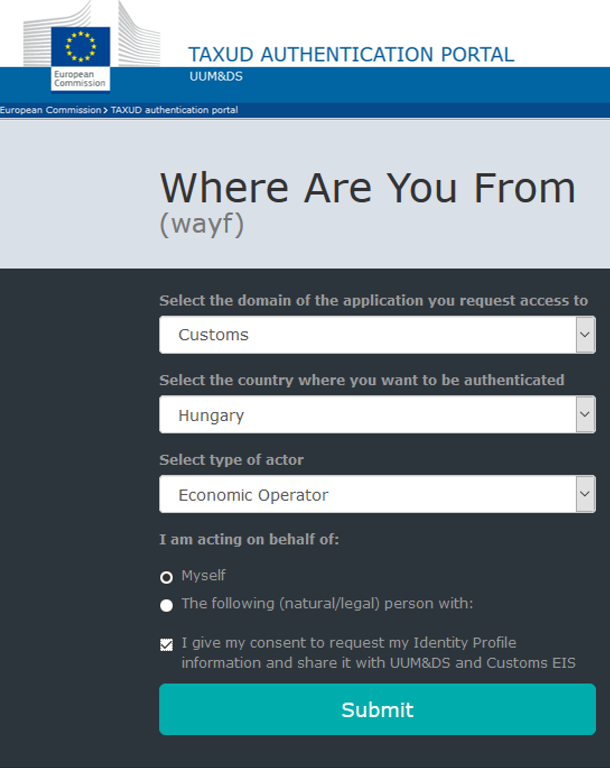 TAXUD AUTHENTICATION PORTAL
European
Commission
UUM&DS
European Commission > TAXUD authentication portal
Where Are You From
(wayf)
Select the domain of the application you request access to
Customs
Select the country where you want to be authenticated
Hungary
Select type of actor
Economic Operator
I am acting on behalf of:
Myself
The following (natural/legal) person with:
I give my consent to request my Identity Profile
information and share it with UUM&DS and Customs EIS
Submit